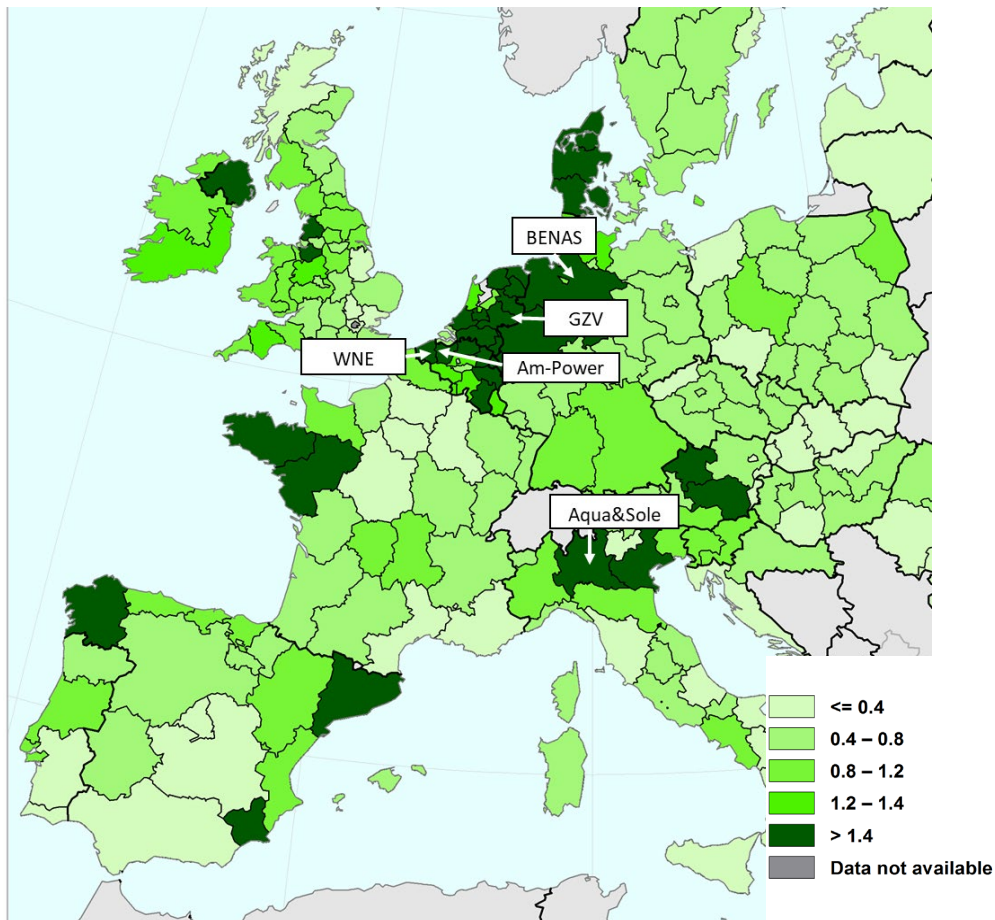 BENAS
GZV
WNE
Am-Power
Aqua&Sole
<= 0.4
0.4 – 0.8
0.8 – 1.2
1.2 – 1.4
> 1.4
Data not available